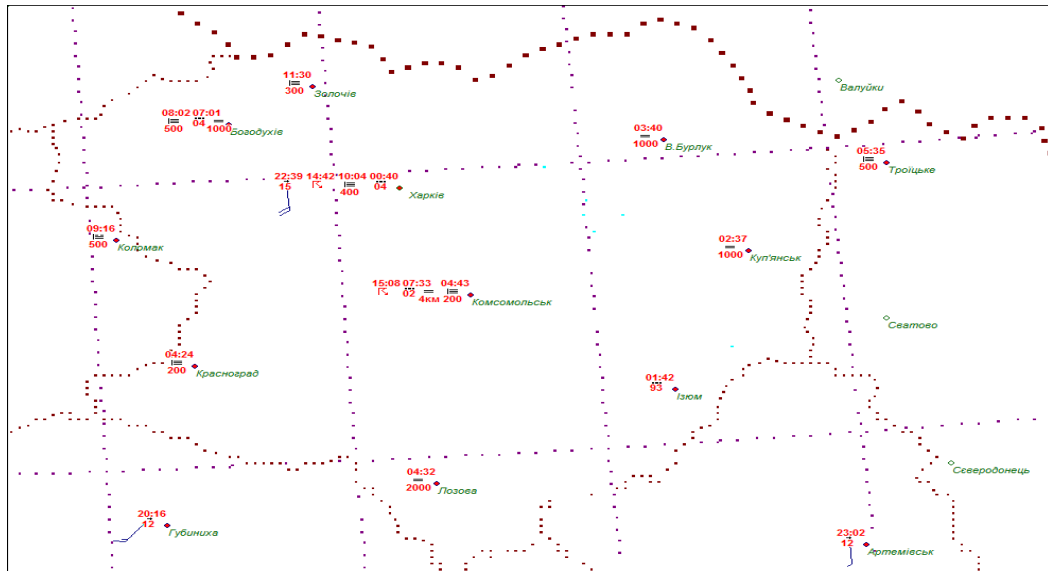 11:30
300
Золочів
Валуйки
08:02 07:01
500 04 1000
Богодухів
03:40
1000
В.Бурлук
05:35
500
Троїцьке
22:39 14:42 10:04 00:40
15 400 04
Харків
09:16
500
Коломак
02:37
1000
Куп'янськ
15:08 07:33 04:43
02 4км 200
Комсомольськ
Сватово
04:24
200
Красноград
01:42
93
Ізюм
04:32
2000
Лозова
Сєверодонець
20:16
12
Губиниха
23:02
12
Артемівськ